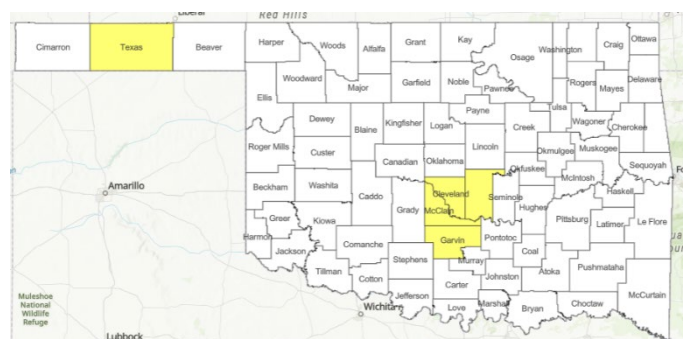 Liberal
Red Hills
Cimarron Texas Beaver Harper Woods Alfalfa Grant Kay Osage Washington Craig Ottawa
Woodward Major Garfield Noble Pawnee Rogers Mayes Delaware
Ellis Tulsa
Dewey Blaine Kingfisher Logan Payne Creek Wagoner Cherokee
Roger Mills Custer Canadian Oklahoma Lincoln Okmulgee Muskogee
Okfuskee McIntosh Sequoyah
Amarillo Beckham Washita Caddo Cleveland Seminole Haskell
Grady McClain Hughes
Greer Kiowa Pittsburg Latimer Le Flore
Harmon Jackson Comanche Garvin Pontotoc Coal
Tillman Stephens Murray Atoka Pushmataha
Cotton Carter Johnston
Jefferson Love Marshal Bryan Choctaw McCurtain
Muleshoe
National
Wildlife
Refuge
Wichita
Lubbock